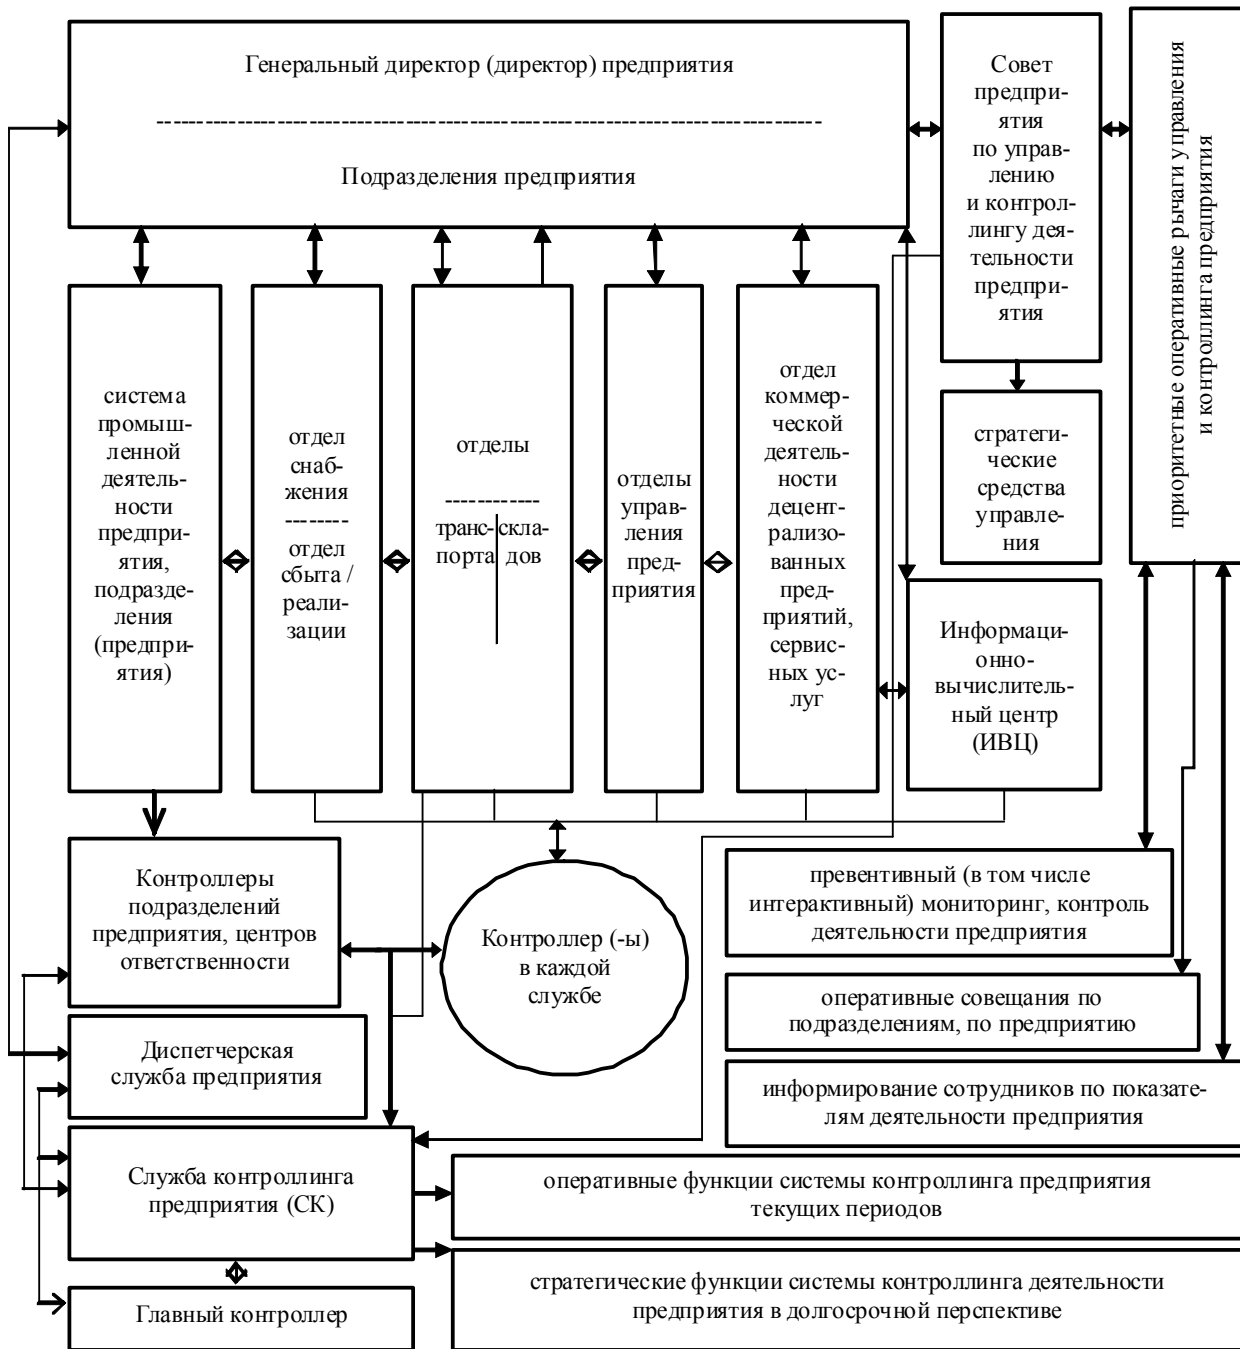 Генеральный директор (директор) предприятия
Подразделения предприятия
Совет
предпри-
ятия
по управ-
лению
и контрол-
лингу дея-
тельности
предпри-
ятия
приоритетные оперативные рычаги управления
и контроллинга предприятия
система
промыш-
ленной
деятель-
ности
предпри-
ятия,
подразде-
ления
(предпри-
ятия)
отдел
снаб-
жения
отдел
сбыта /
реали-
зации
отделы
транс-
порта
скла-
дов
отделы
управления
пред-
приятия
отдел
коммер-
ческой
деятель-
ности
децент-
рализо-
ванных
пред-
приятий,
сервис-
ных ус-
луг
стратеги-
ческие
средства
управле-
ния
Информаци-
онно-
вычислитель-
ный центр
(ИВЦ)
Контроллеры
подразделений
предприятия, центров
ответственности
Контроллер (-ы)
в каждой
службе
превентивный (в том числе
интерактивный) мониторинг, контроль
деятельности предприятия
оперативные совещания по
подразделениям, по предприятию
Диспетчерская
служба предприятия
информирование сотрудников по показате-
лям деятельности предприятия
Служба контроллинга
предприятия (СК)
оперативные функции системы контроллинга предприятия
текущих периодов
Главный контроллер
стратегические функции системы контроллинга деятельности
предприятия в долгосрочной перспективе